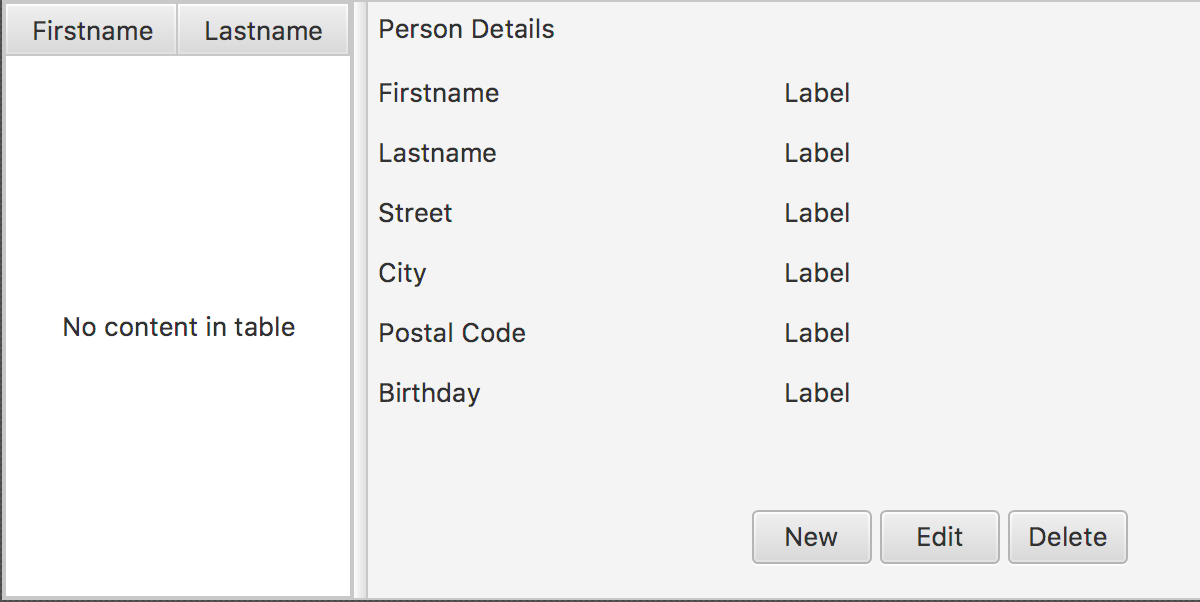 Firstname Lastname
No content in table
Person Details
Firstname Label
Lastname Label
Street Label
City Label
Postal Code Label
Birthday Label
New Edit Delete